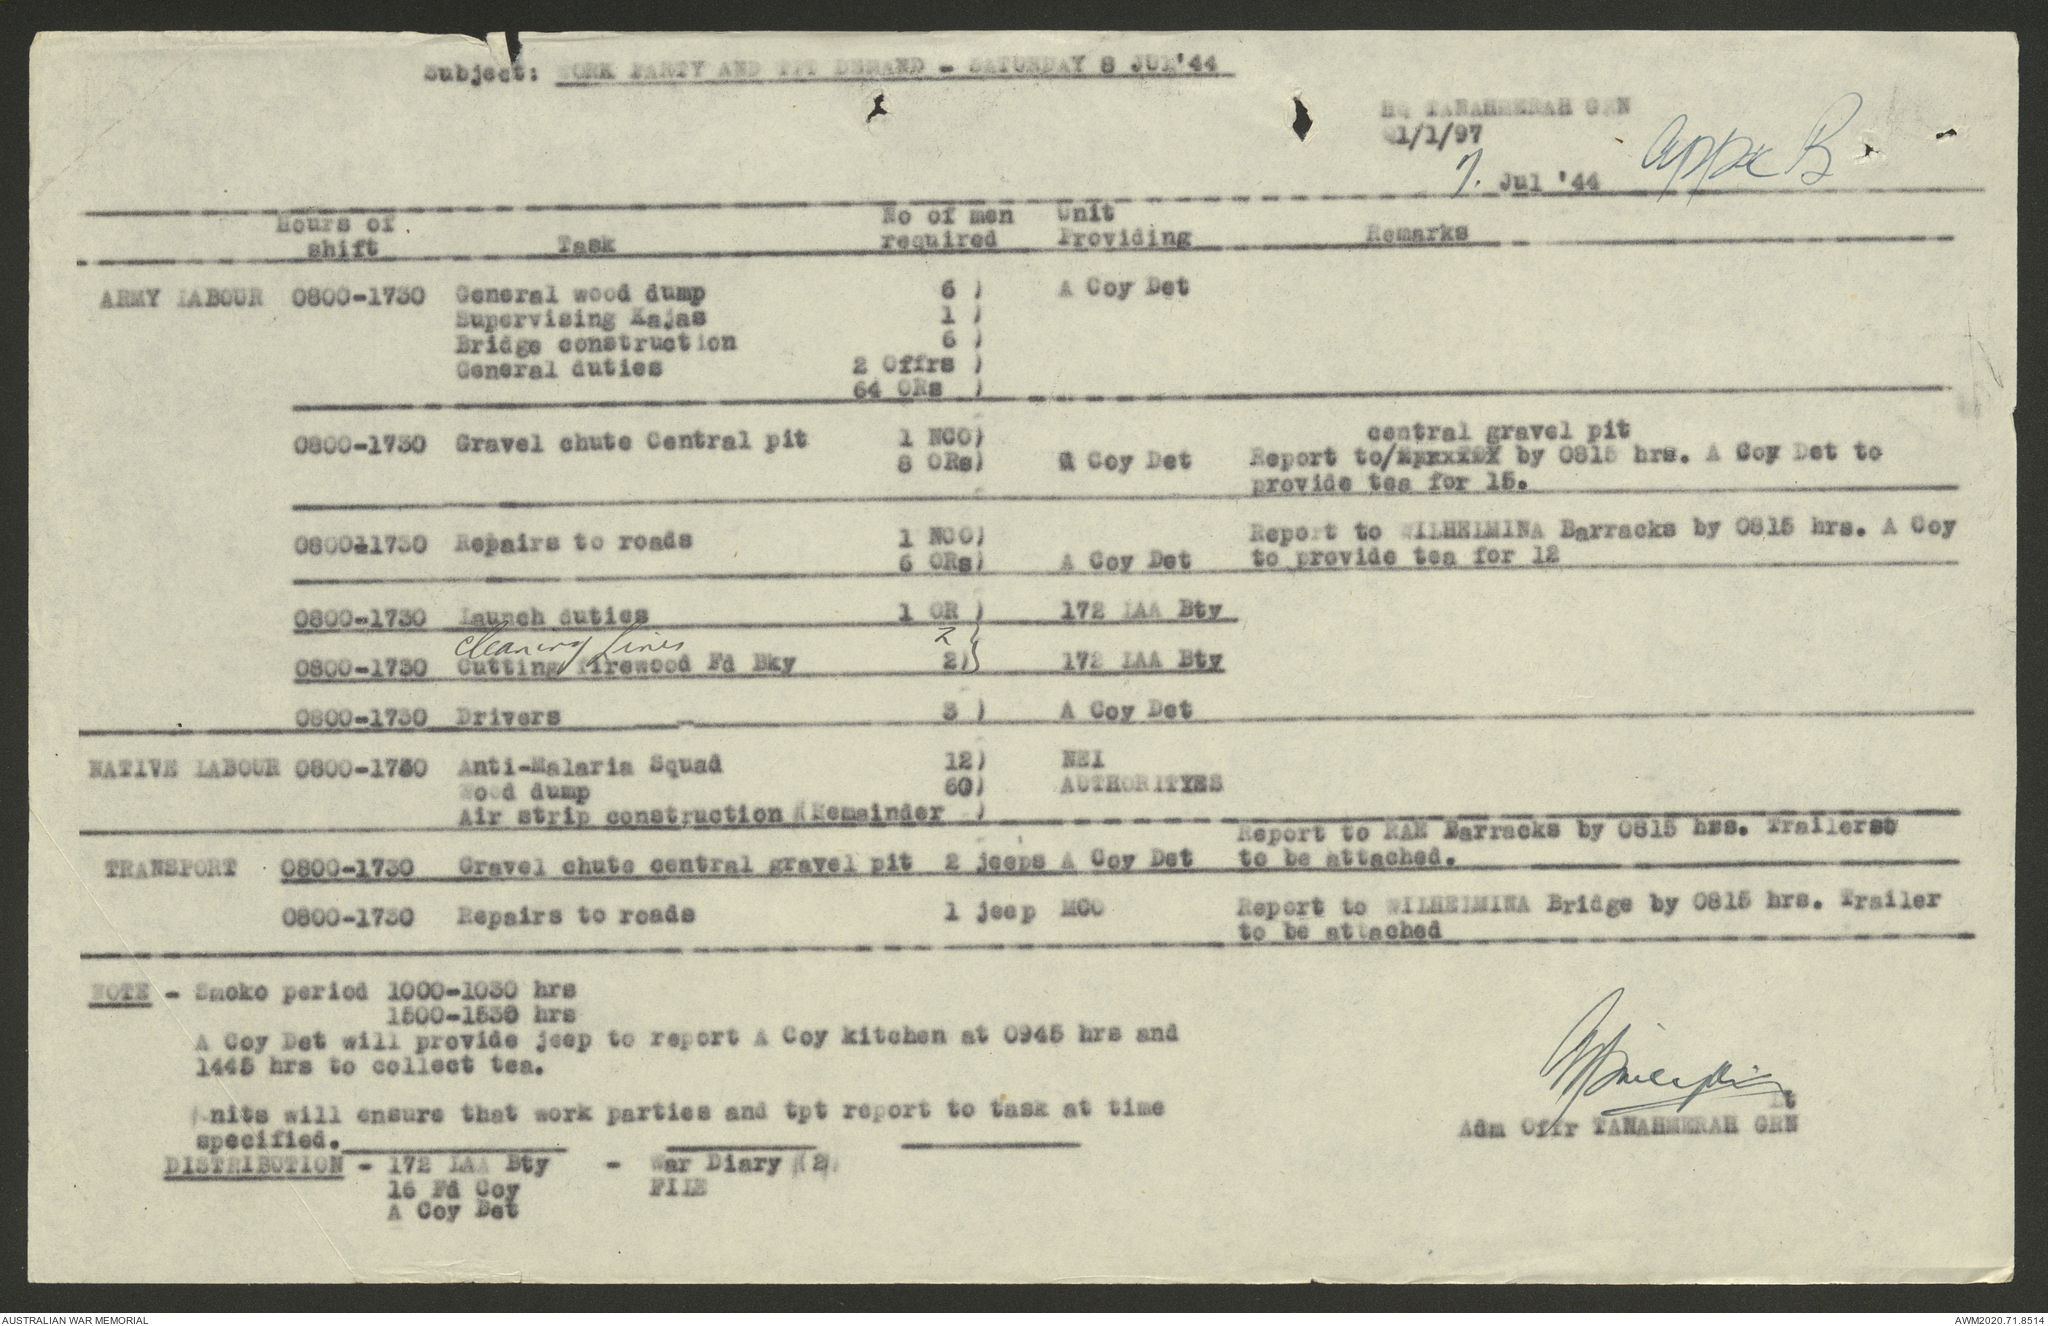 Subject: WORK PARTY AND TPT DEMAND - SATURDAY 8 JUL'44
HQ TANAHMERAH GRN
Q1/1/97
7. Jul '44
appx B
Hours of shift Task No of men required Unit Providing Remarks
ARMY LABOUR 0800-1730 General wood dump 6 ) A Coy Det
Supervising Kajas 1 )
Bridge construction 6 )
General duties 2 Offrs )
64 ORs )
0800-1730 Gravel chute Central pit 1 NCO) central gravel pit
8 ORs) A Coy Det Report to/ by 0815 hrs. A Coy Det to
provide tea for 15.
0800-1730 Repairs to roads 1 NCO) Report to WILHELMINA Barracks by 0815 hrs. A Coy
6 ORs) A Coy Det to provide tea for 12
0800-1730 Launch duties 1 OR ) 172 LAA Bty
cleaning lines 2
0800-1730 Cutting firewood Fd Bky 2) 172 LAA Bty
0800-1730 Drivers 3 ) A Coy Det
NATIVE LABOUR 0800-1730 Anti-Malaria Squad 12) NEI
Wood dump 60) AUTHORITYES
Air strip construction (Remainder )
Report to RAE Barracks by 0815 hrs. Trailerst
TRANSPORT 0800-1730 Gravel chute central gravel pit 2 jeeps A Coy Det to be attached.
0800-1730 Repairs to roads 1 jeep MCO Report to WILHELMINA Bridge by 0815 hrs. Trailer
to be attached
NOTE - Smoko period 1000-1030 hrs
1500-1530 hrs
A Coy Det will provide jeep to report A Coy kitchen at 0945 hrs and
1445 hrs to collect tea.
Units will ensure that work parties and tpt report to task at time
specified.
Lt
Adm Offr TANAHMERAH GRN
DISTRIBUTION - 172 LAA Bty - War Diary (2)
16 Fd Coy FILE
A Coy Det
AUSTRALIAN WAR MEMORIAL AWM2020.71.8514